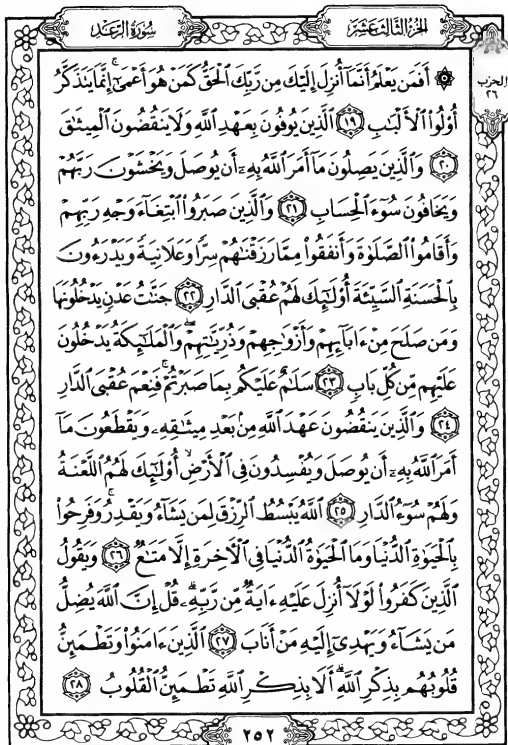 سُورَةُ الرَّعْدِ
الجُزْءُ الثَّالِثَ عَشَرَ
الحزب
٢٦
۞ أَفَمَن يَعْلَمُ أَنَّمَآ أُنزِلَ إِلَيْكَ مِن رَّبِّكَ ٱلْحَقُّ كَمَنْ هُوَ أَعْمَىٰٓۚ إِنَّمَا يَتَذَكَّرُ
أُو۟لُوا۟ ٱلْأَلْبَٰبِ ١٩ ٱلَّذِينَ يُوفُونَ بِعَهْدِ ٱللَّهِ وَلَا يَنقُضُونَ ٱلْمِيثَٰقَ
٢٠ وَٱلَّذِينَ يَصِلُونَ مَآ أَمَرَ ٱللَّهُ بِهِۦٓ أَن يُوصَلَ وَيَخْشَوْنَ رَبَّهُمْ
وَيَخَافُونَ سُوٓءَ ٱلْحِسَابِ ٢١ وَٱلَّذِينَ صَبَرُوا۟ ٱبْتِغَآءَ وَجْهِ رَبِّهِمْ
وَأَقَامُوا۟ ٱلصَّلَوٰةَ وَأَنفَقُوا۟ مِمَّا رَزَقْنَٰهُمْ سِرًّا وَعَلَانِيَةً وَيَدْرَءُونَ
بِٱلْحَسَنَةِ ٱلسَّيِّئَةَ أُو۟لَٰٓئِكَ لَهُمْ عُقْبَى ٱلدَّارِ ٢٢ جَنَّٰتُ عَدْنٍ يَدْخُلُونَهَا
وَمَن صَلَحَ مِنْ ءَابَآئِهِمْ وَأَزْوَٰجِهِمْ وَذُرِّيَّٰتِهِمْۖ وَٱلْمَلَٰٓئِكَةُ يَدْخُلُونَ
عَلَيْهِم مِّن كُلِّ بَابٍ ٢٣ سَلَٰمٌ عَلَيْكُم بِمَا صَبَرْتُمْۚ فَنِعْمَ عُقْبَى ٱلدَّارِ
٢٤ وَٱلَّذِينَ يَنقُضُونَ عَهْدَ ٱللَّهِ مِنۢ بَعْدِ مِيثَٰقِهِۦ وَيَقْطَعُونَ مَآ
أَمَرَ ٱللَّهُ بِهِۦٓ أَن يُوصَلَ وَيُفْسِدُونَ فِى ٱلْأَرْضِۙ أُو۟لَٰٓئِكَ لَهُمُ ٱللَّعْنَةُ
وَلَهُمْ سُوٓءُ ٱلدَّارِ ٢٥ ٱللَّهُ يَبْسُطُ ٱلرِّزْقَ لِمَن يَشَآءُ وَيَقْدِرُۚ وَفَرِحُوا۟
بِٱلْحَيَوٰةِ ٱلدُّنْيَا وَمَا ٱلْحَيَوٰةُ ٱلدُّنْيَا فِى ٱلْءَاخِرَةِ إِلَّا مَتَٰعٌ ٢٦ وَيَقُولُ
ٱلَّذِينَ كَفَرُوا۟ لَوْلَآ أُنزِلَ عَلَيْهِ ءَايَةٌ مِّن رَّبِّهِۦۗ قُلْ إِنَّ ٱللَّهَ يُضِلُّ
مَن يَشَآءُ وَيَهْدِىٓ إِلَيْهِ مَنْ أَنَابَ ٢٧ ٱلَّذِينَ ءَامَنُوا۟ وَتَطْمَئِنُّ
قُلُوبُهُم بِذِكْرِ ٱللَّهِۗ أَلَا بِذِكْرِ ٱللَّهِ تَطْمَئِنُّ ٱلْقُلُوبُ ٢٨
٢٥٢